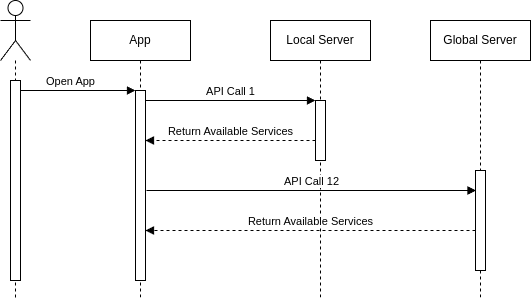 App
Local Server
Global Server
Open App
API Call 1
Return Available Services
API Call 12
Return Available Services